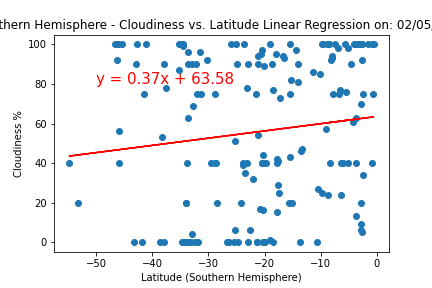 thern Hemisphere - Cloudiness vs. Latitude Linear Regression on: 02/05/
100
80
60
40
20
0
Cloudiness %
y = 0.37x + 63.58
−50 −40 −30 −20 −10 0
Latitude (Southern Hemisphere)